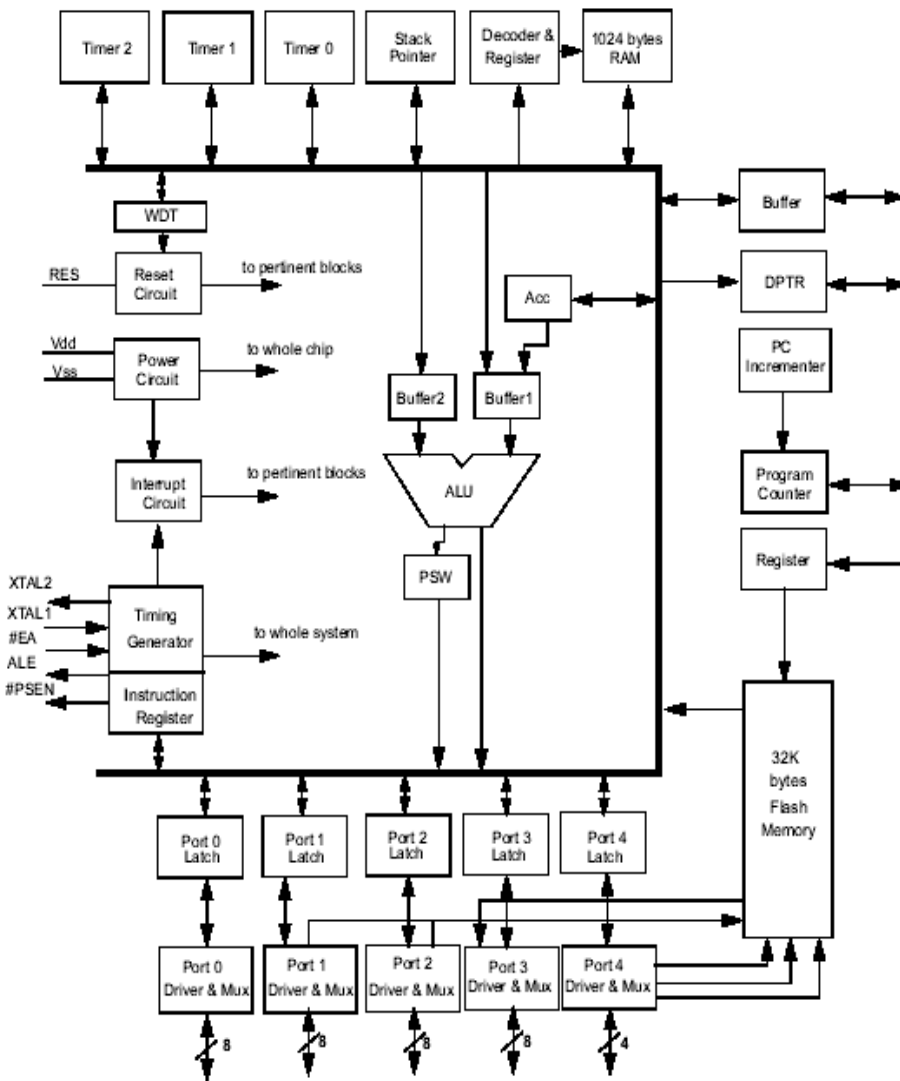 Timer 2
Timer 1
Timer 0
Stack
Pointer
Decoder &
Register
1024 bytes
RAM
WDT
Buffer
RES
Reset
Circuit
to pertinent blocks
Acc
DPTR
Vdd
Vss
Power
Circuit
to whole chip
PC
Incrementer
Buffer2
Buffer1
Interrupt
Circuit
to pertinent blocks
ALU
Program
Counter
PSW
Register
XTAL2
XTAL1
#EA
ALE
#PSEN
Timing
Generator
to whole system
Instruction
Register
32K
bytes
Flash
Memory
Port 0
Latch
Port 1
Latch
Port 2
Latch
Port 3
Latch
Port 4
Latch
Port 0
Driver & Mux
Port 1
Driver & Mux
Port 2
Driver & Mux
Port 3
Driver & Mux
Port 4
Driver & Mux
8
8
8
8
4